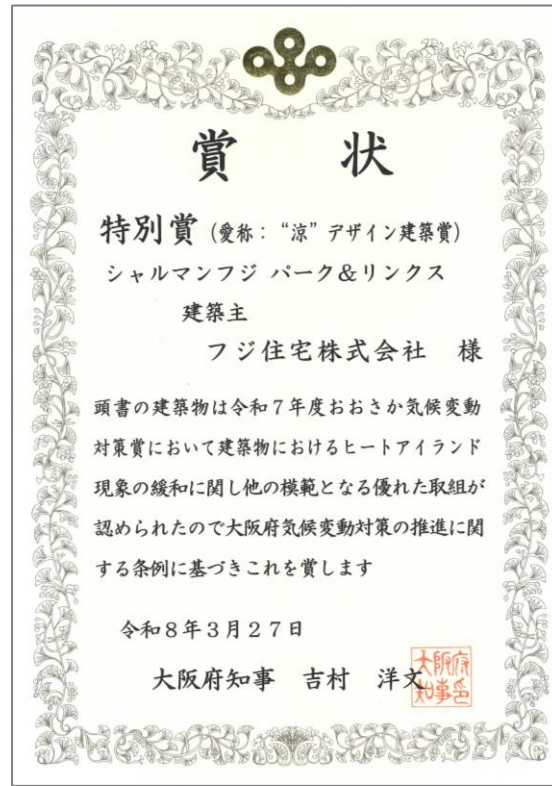 賞 状
特別賞（愛称：“涼”デザイン建築賞）
シャルマンフジ パーク&リンクス
建築主
フジ住宅株式会社 様
頭書の建築物は令和７年度おおさか気候変動
対策賞において建築物におけるヒートアイランド
現象の緩和に関し他の模範となる優れた取組が
認められたので大阪府気候変動対策の推進に関
する条例に基づきこれを賞します
令和８年３月２７日
大阪府知事 吉村 洋文
大阪府
知事印